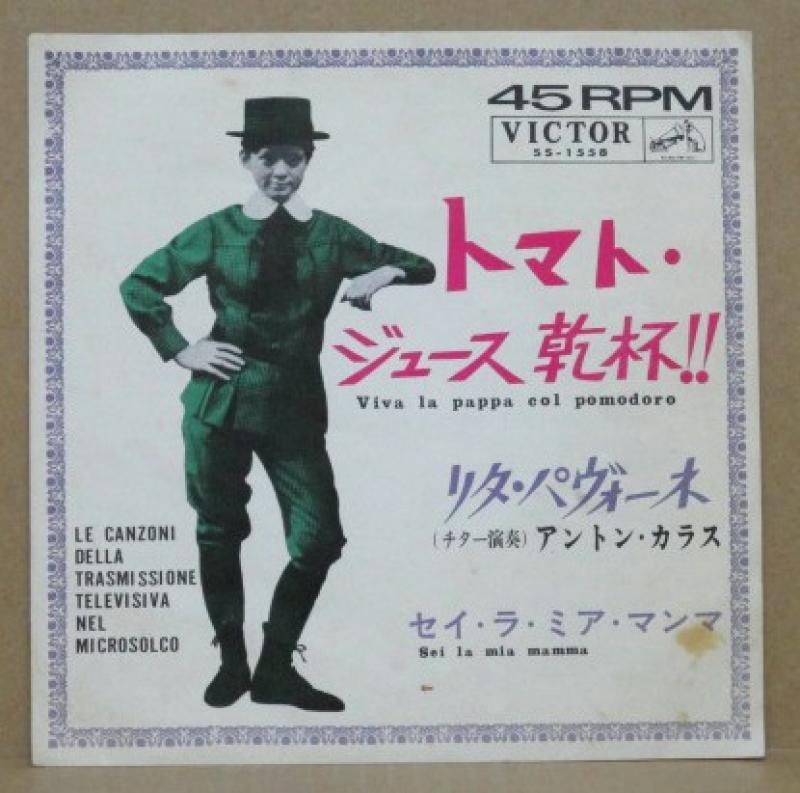 45 RPM
VICTOR
SS-1558
トマト・
ジュース 乾杯!!
Viva la pappa col pomodoro
リタ・パヴォーネ
(チター演奏) アントン・カラス
LE CANZONI
DELLA
TRASMISSIONE
TELEVISIVA
NEL
MICROSOLCO
セイ・ラ・ミア・マンマ
Sei la mia mamma